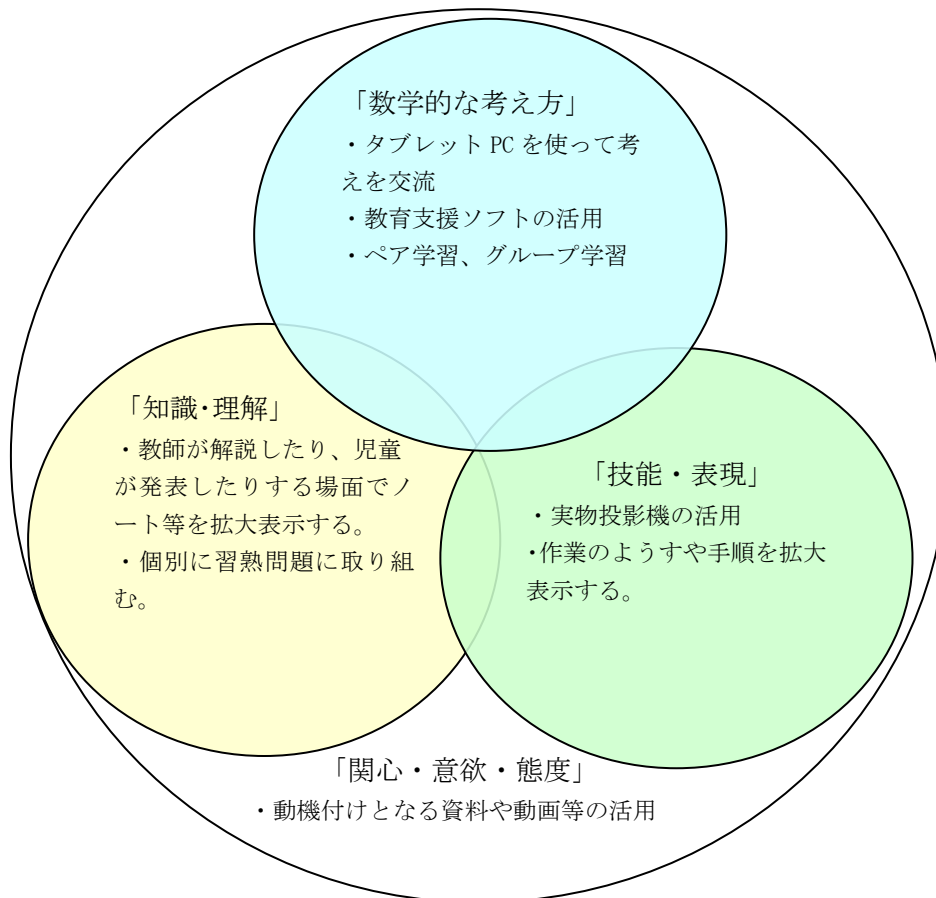 「数学的な考え方」
・タブレット PC を使って考
えを交流
・教育支援ソフトの活用
・ペア学習、グループ学習
「知識･理解」
・教師が解説したり、児童
が発表したりする場面でノ
ート等を拡大表示する。
・個別に習熟問題に取り組
む。
「技能・表現」
・実物投影機の活用
･作業のようすや手順を拡大
表示する。
「関心・意欲・態度」
・動機付けとなる資料や動画等の活用